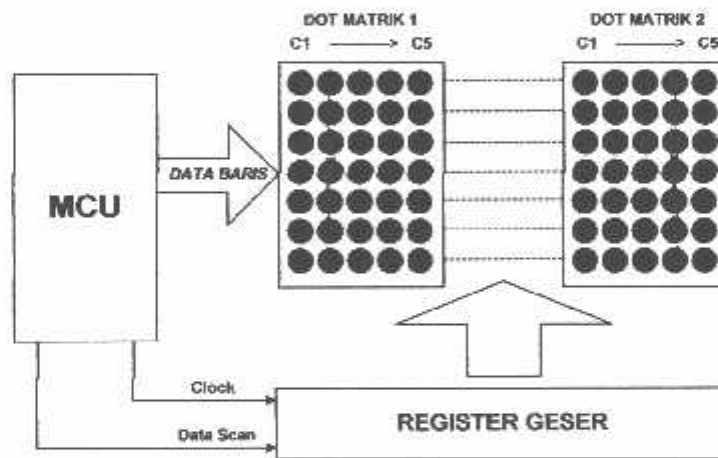 DOT MATRIK 1
C1 C5
DOT MATRIK 2
C1 C5
DATA BARIS
MCU
Clock
Data Scan
REGISTER GESER